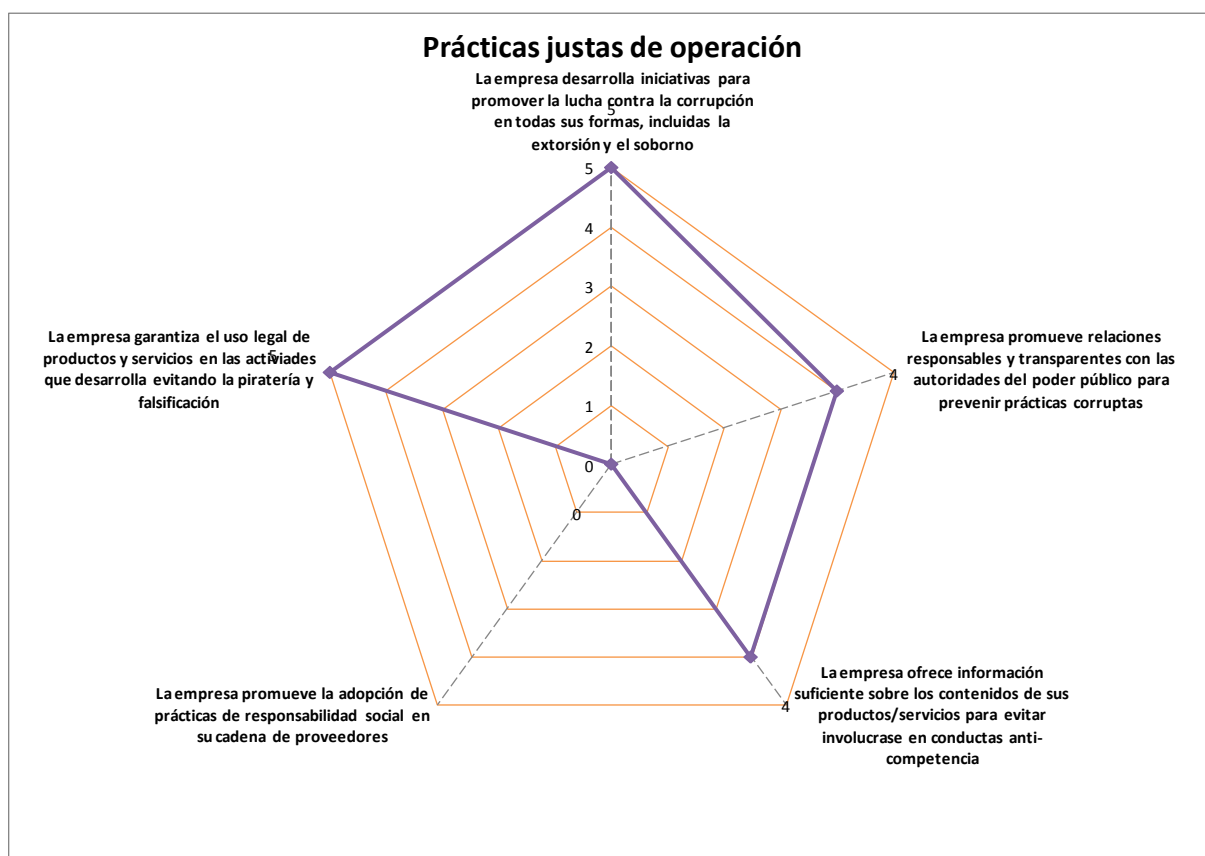 Prácticas justas de operación
La empresa desarrolla iniciativas para
promover la lucha contra la corrupción
5
en todas sus formas, incluidas la
extorsión y el soborno
5
4
3
2
1
0
La empresa promueve relaciones
responsables y transparentes con las
autoridades del poder público para
prevenir prácticas corruptas
4
La empresa ofrece información
suficiente sobre los contenidos de sus
productos/servicios para evitar
involucrase en conductas anti-
competencia
4
La empresa promueve la adopción de
prácticas de responsabilidad social en
su cadena de proveedores
0
La empresa garantiza el uso legal de
productos y servicios en las activiades
que desarrolla evitando la piratería y
falsificación
5